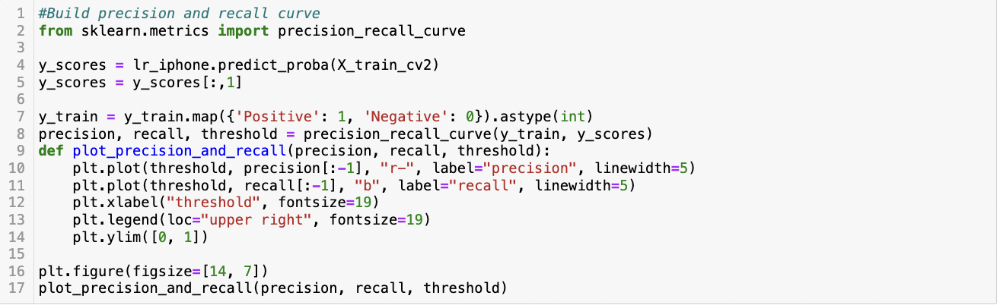 1 #Build precision and recall curve
2 from sklearn.metrics import precision_recall_curve
3
4 y_scores = lr_iphone.predict_proba(X_train_cv2)
5 y_scores = y_scores[:,1]
6
7 y_train = y_train.map({'Positive': 1, 'Negative': 0}).astype(int)
8 precision, recall, threshold = precision_recall_curve(y_train, y_scores)
9 def plot_precision_and_recall(precision, recall, threshold):
10     plt.plot(threshold, precision[:-1], "r-", label="precision", linewidth=5)
11     plt.plot(threshold, recall[:-1], "b", label="recall", linewidth=5)
12     plt.xlabel("threshold", fontsize=19)
13     plt.legend(loc="upper right", fontsize=19)
14     plt.ylim([0, 1])
15
16 plt.figure(figsize=[14, 7])
17 plot_precision_and_recall(precision, recall, threshold)